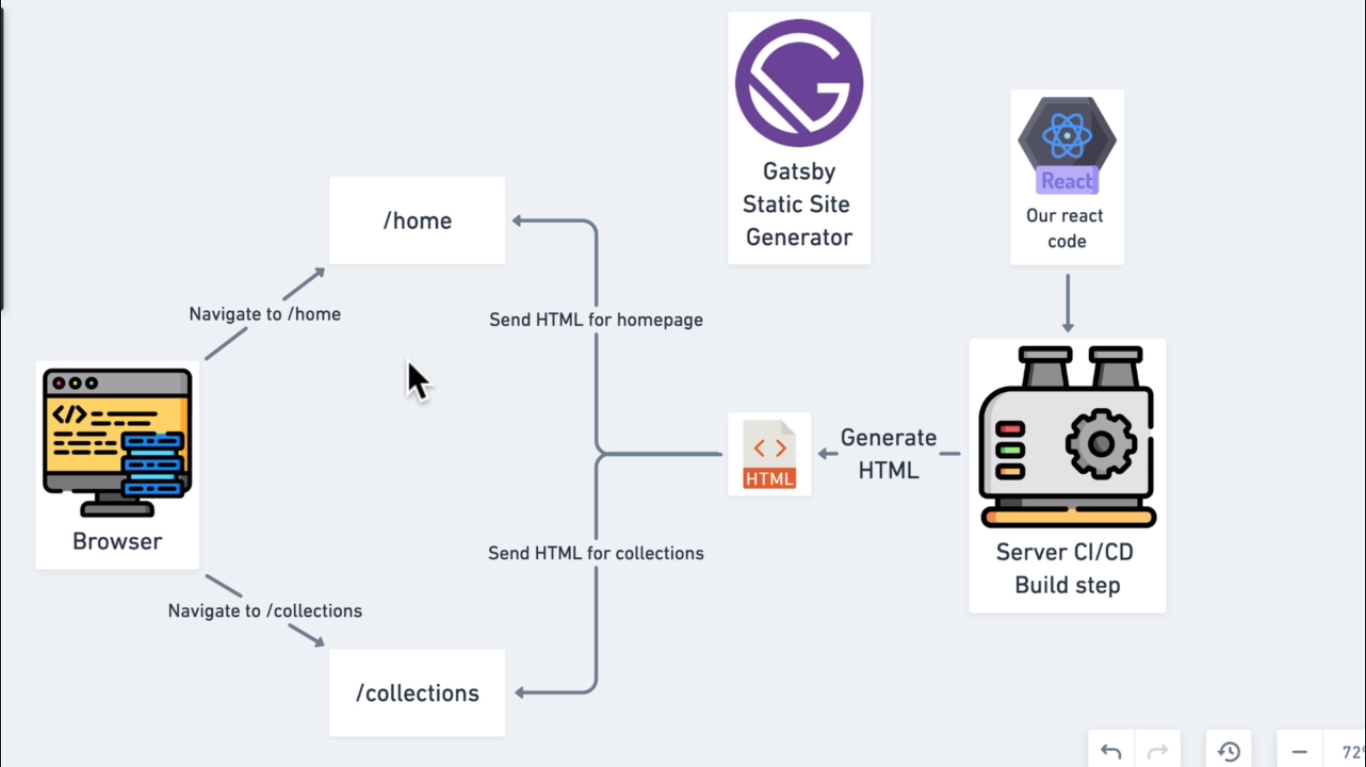 Gatsby
Static Site
Generator
React
Our react
code
/home
Navigate to /home
Send HTML for homepage
</>
Browser
< >
HTML
Generate
HTML
Server CI/CD
Build step
Send HTML for collections
Navigate to /collections
/collections